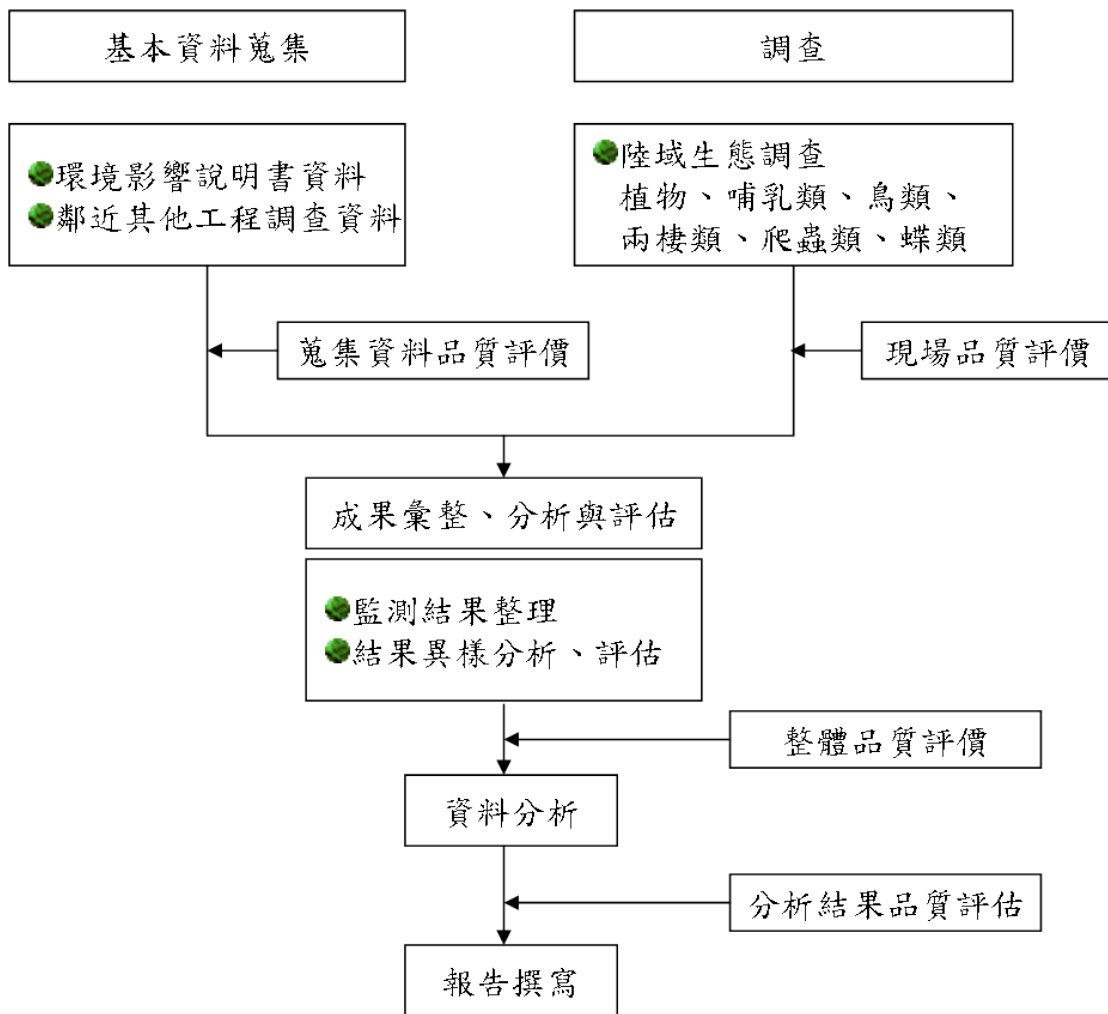 基本資料蒐集
調查
環境影響說明書資料
鄰近其他工程調查資料
陸域生態調查
植物、哺乳類、鳥類、
兩棲類、爬蟲類、蝶類
蒐集資料品質評價
現場品質評價
成果彙整、分析與評估
監測結果整理
結果異樣分析、評估
整體品質評價
資料分析
分析結果品質評估
報告撰寫